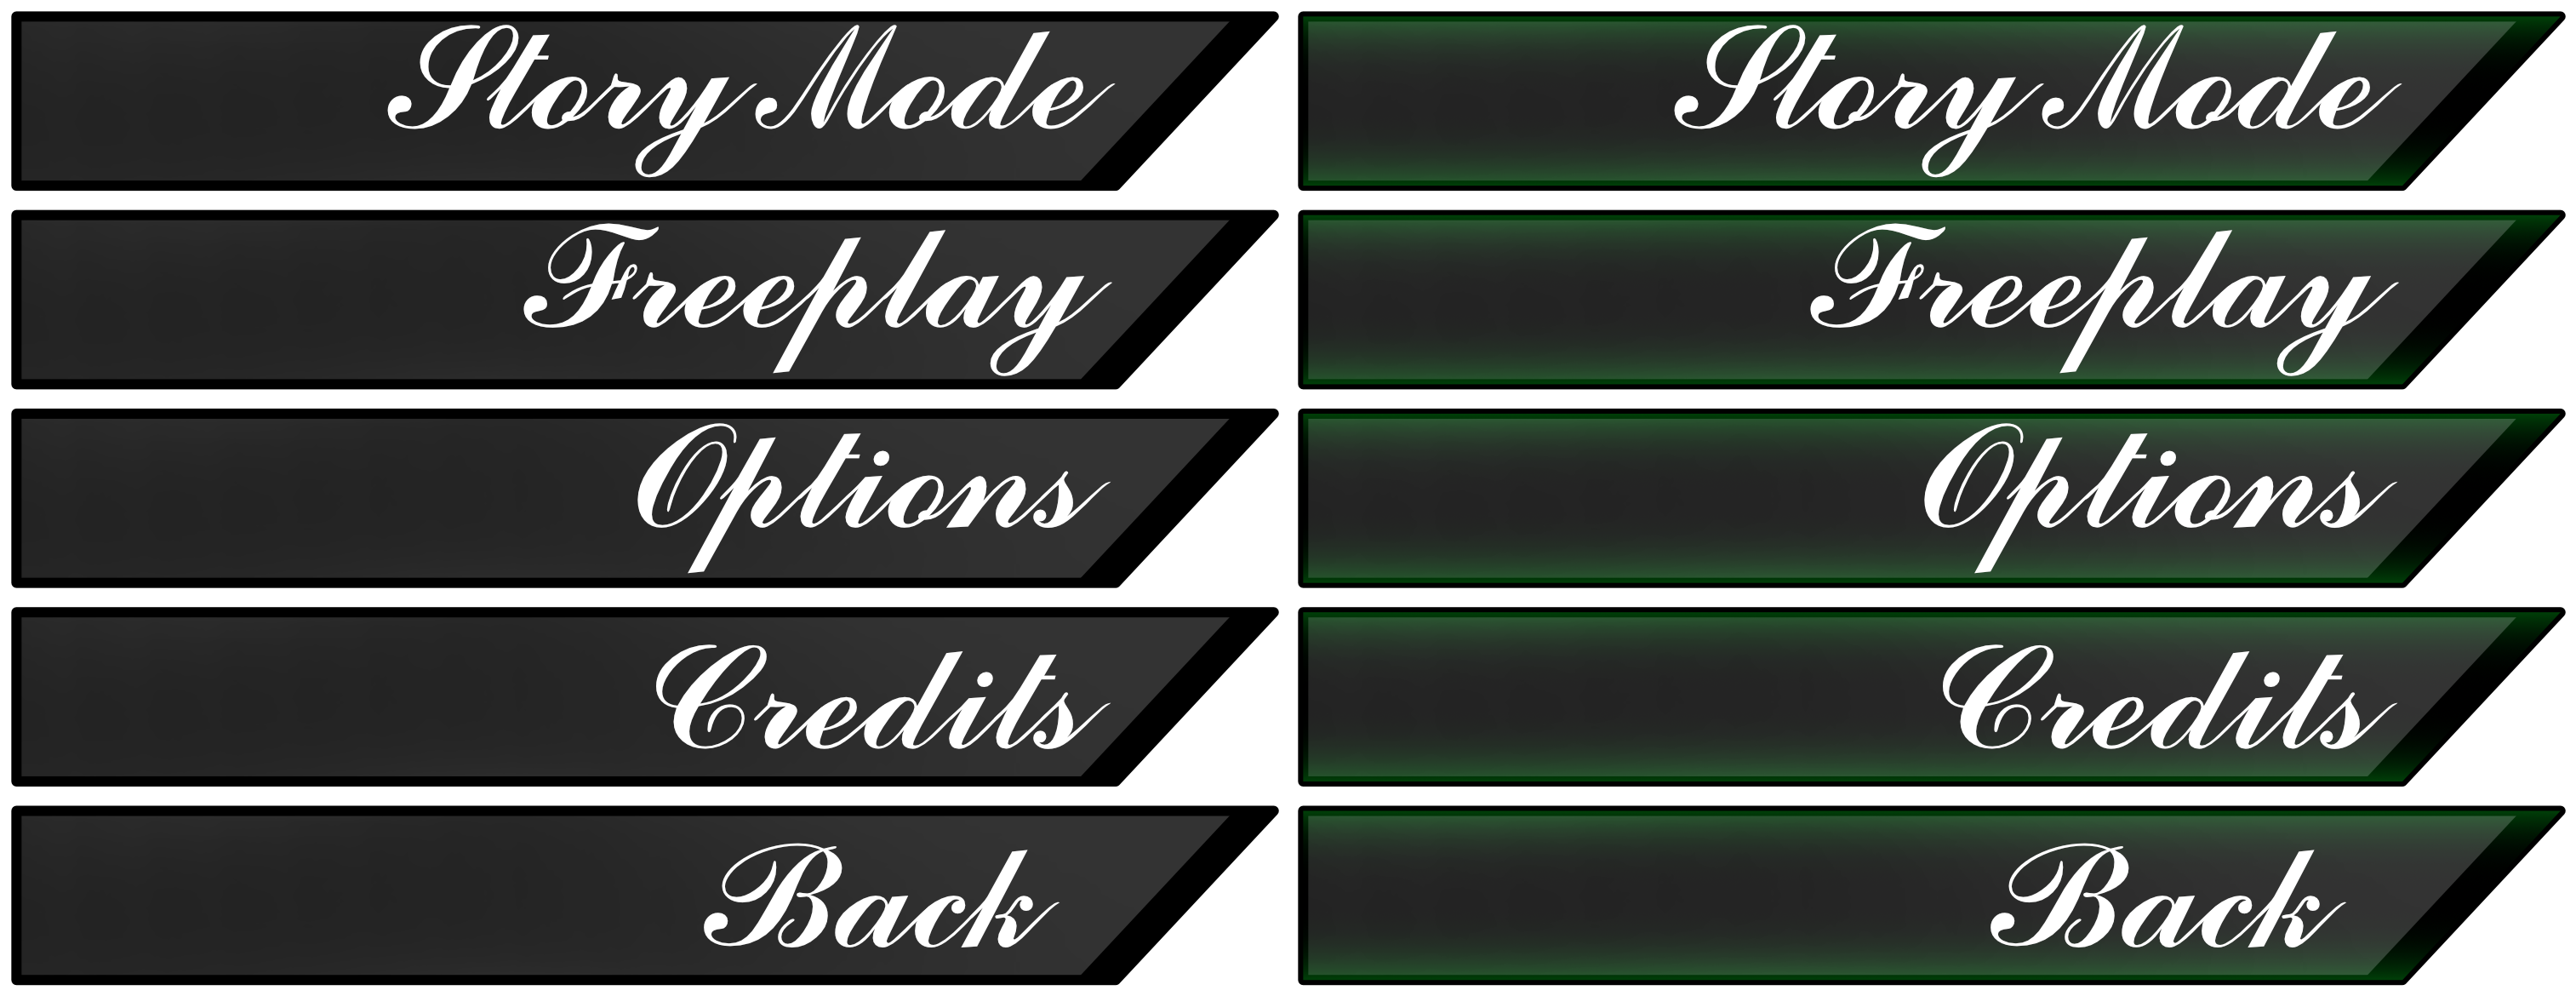 Story Mode
Story Mode
Freeplay
Freeplay
Options
Options
Credits
Credits
Back
Back